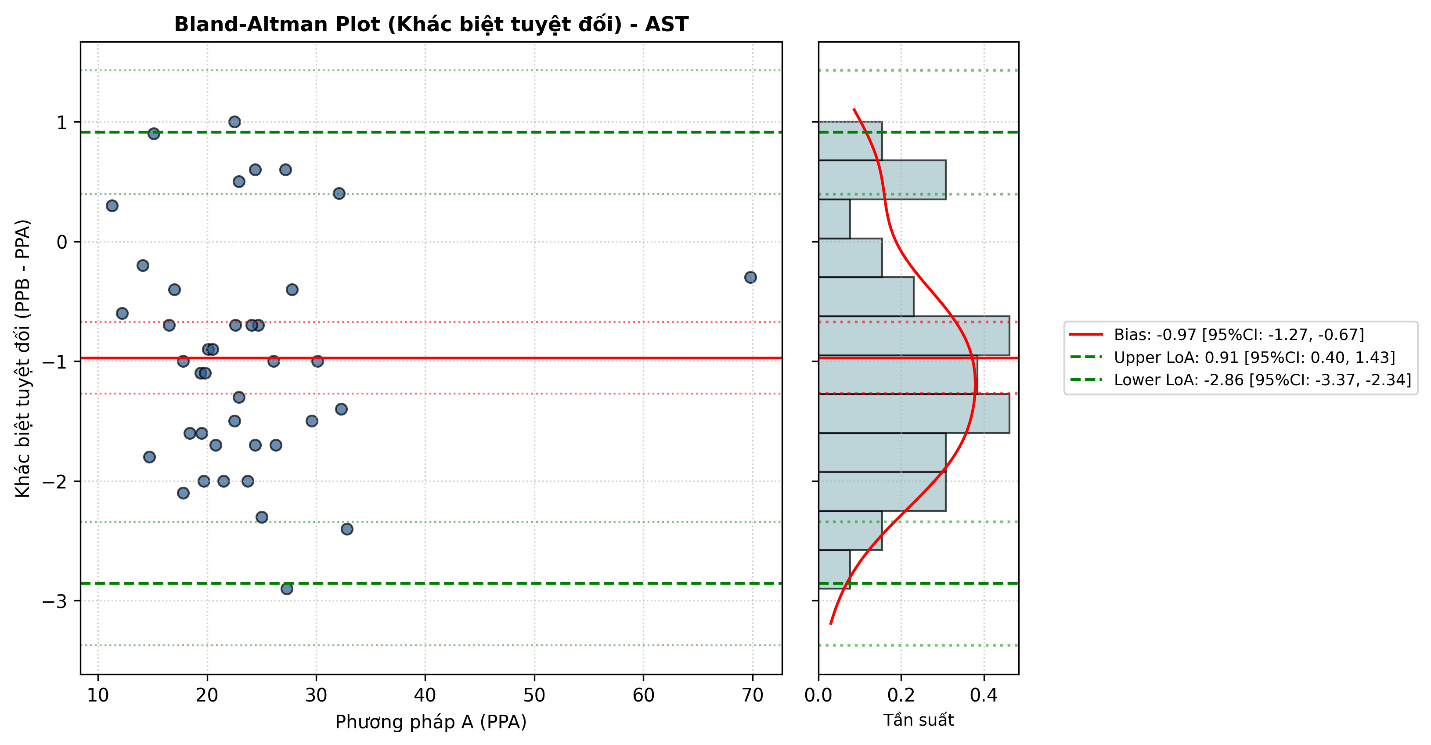 Bland-Altman Plot (Khác biệt tuyệt đối) - AST
Khác biệt tuyệt đối (PPB - PPA)
1
0
−1
−2
−3
10 20 30 40 50 60 70
Phương pháp A (PPA)
0.0 0.2 0.4
Tần suất
Bias: -0.97 [95%CI: -1.27, -0.67]
Upper LoA: 0.91 [95%CI: 0.40, 1.43]
Lower LoA: -2.86 [95%CI: -3.37, -2.34]